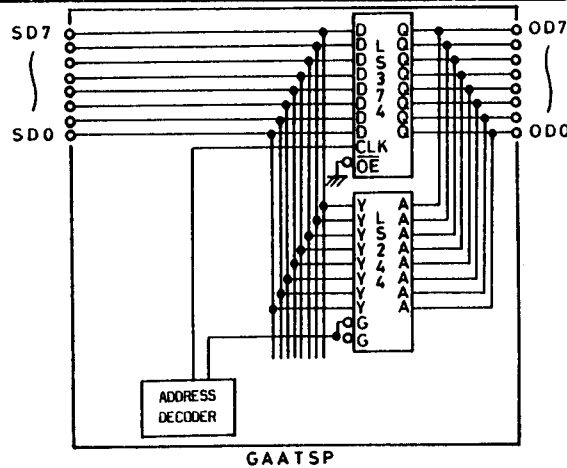 SD7
SD0
OD7
OD0
D Q
D Q
D Q
D Q
D Q
D Q
D Q
D Q
LS374
CLK
OE
Y A
Y A
Y A
Y A
Y A
Y A
Y A
Y A
LS244
G
G
ADDRESS
DECODER
GAATSP